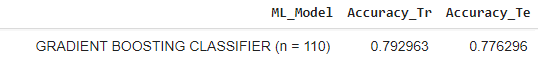 ML_Model Accuracy_Tr Accuracy_Te
GRADIENT BOOSTING CLASSIFIER (n = 110) 0.792963 0.776296